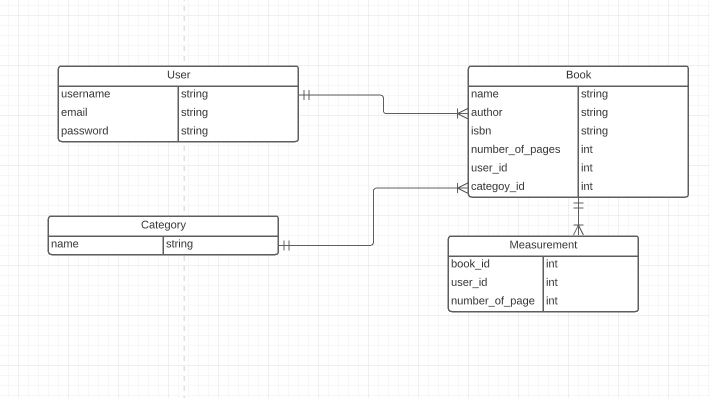 User
username string
email string
password string
Book
name string
author string
isbn string
number_of_pages int
user_id int
categoy_id int
Category
name string
Measurement
book_id int
user_id int
number_of_page int